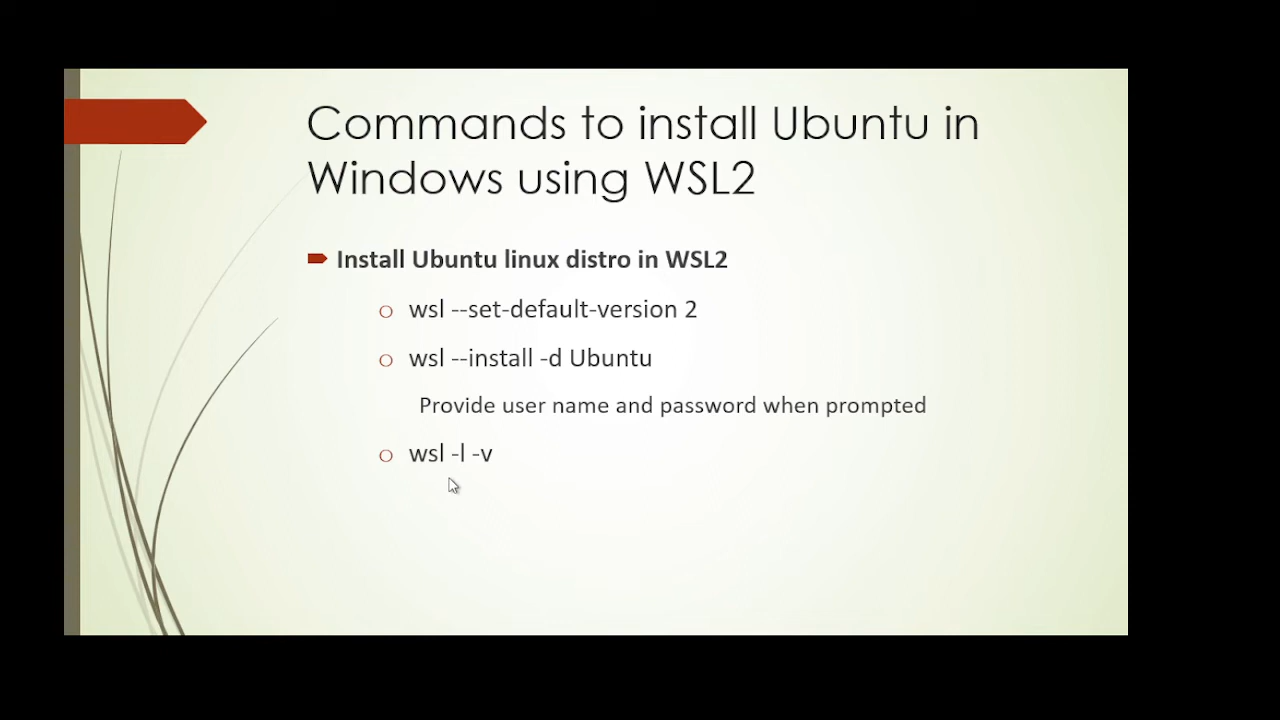 Commands to install Ubuntu in
Windows using WSL2
Install Ubuntu linux distro in WSL2
wsl --set-default-version 2
wsl --install -d Ubuntu
Provide user name and password when prompted
wsl -l -v